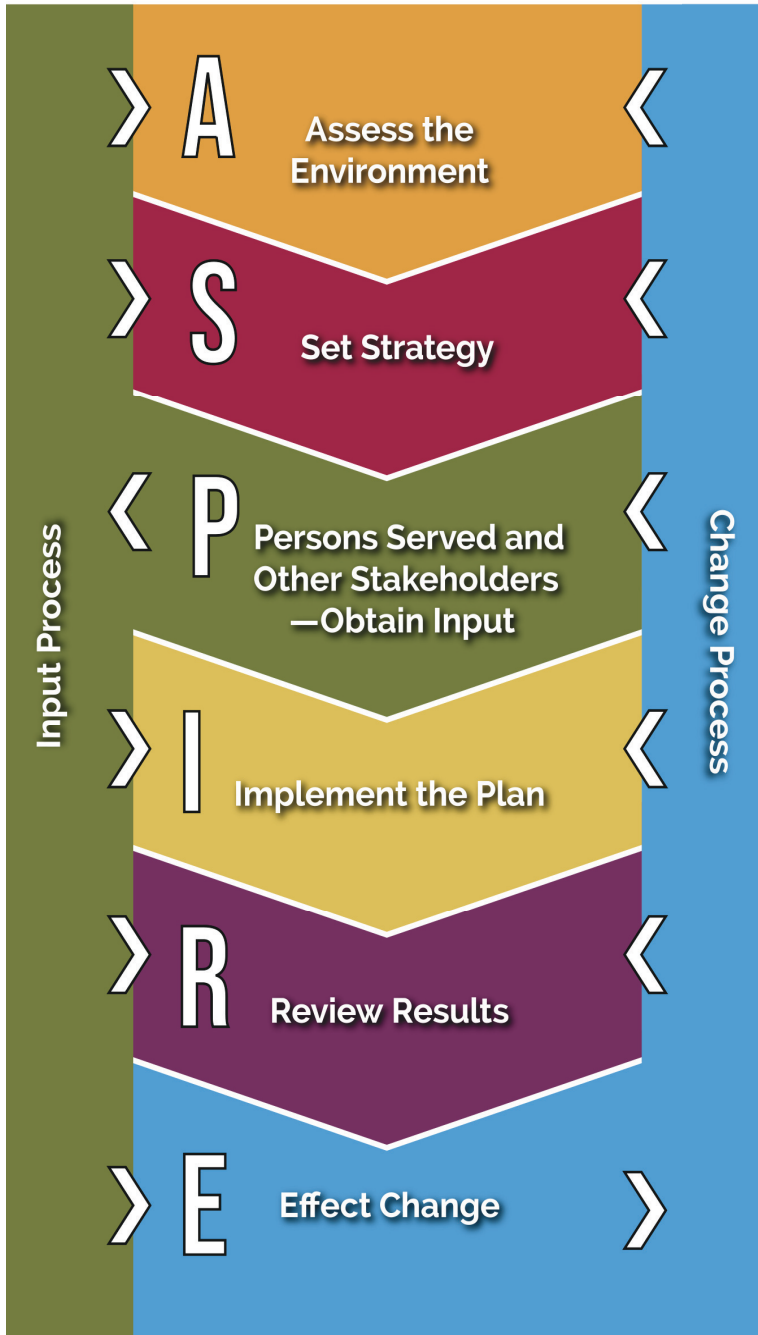 A
Assess the
Environment
S
Set Strategy
P
Persons Served and
Other Stakeholders
—Obtain Input
I
Implement the Plan
R
Review Results
E
Effect Change
Input Process
Change Process